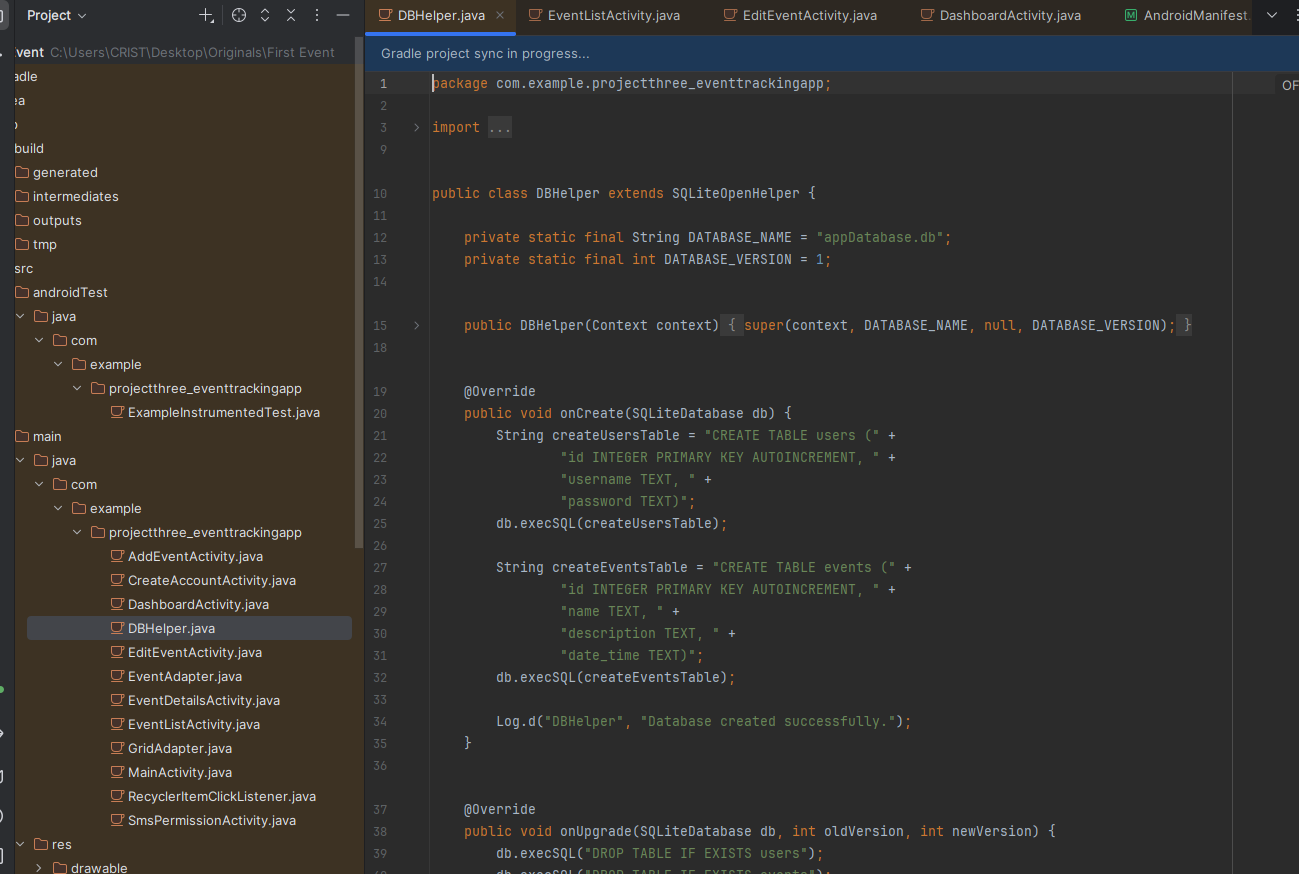 Project
DBHelper.java
EventListActivity.java
EditEventActivity.java
DashboardActivity.java
AndroidManifest.
vent C:\Users\CRIST\Desktop\Originals\First Event
adle
ea
build
generated
intermediates
outputs
tmp
src
androidTest
java
com
example
projectthree_eventtrackingapp
ExampleInstrumentedTest.java
main
java
com
example
projectthree_eventtrackingapp
AddEventActivity.java
CreateAccountActivity.java
DashboardActivity.java
DBHelper.java
EditEventActivity.java
EventAdapter.java
EventDetailsActivity.java
EventListActivity.java
GridAdapter.java
MainActivity.java
RecyclerItemClickListener.java
SmsPermissionActivity.java
res
drawable
Gradle project sync in progress...
OF
1 package com.example.projectthree_eventtrackingapp;
2
3 import ...
9
10 public class DBHelper extends SQLiteOpenHelper {
11
12 private static final String DATABASE_NAME = "appDatabase.db";
13 private static final int DATABASE_VERSION = 1;
14
15 public DBHelper(Context context) { super(context, DATABASE_NAME, null, DATABASE_VERSION); }
18
19 @Override
20 public void onCreate(SQLiteDatabase db) {
21 String createUsersTable = "CREATE TABLE users (" +
22 "id INTEGER PRIMARY KEY AUTOINCREMENT, " +
23 "username TEXT, " +
24 "password TEXT)";
25 db.execSQL(createUsersTable);
26
27 String createEventsTable = "CREATE TABLE events (" +
28 "id INTEGER PRIMARY KEY AUTOINCREMENT, " +
29 "name TEXT, " +
30 "description TEXT, " +
31 "date_time TEXT)";
32 db.execSQL(createEventsTable);
33
34 Log.d("DBHelper", "Database created successfully.");
35 }
36
37 @Override
38 public void onUpgrade(SQLiteDatabase db, int oldVersion, int newVersion) {
39 db.execSQL("DROP TABLE IF EXISTS users");
db.execSQL("DROP TABLE IF EXISTS events");